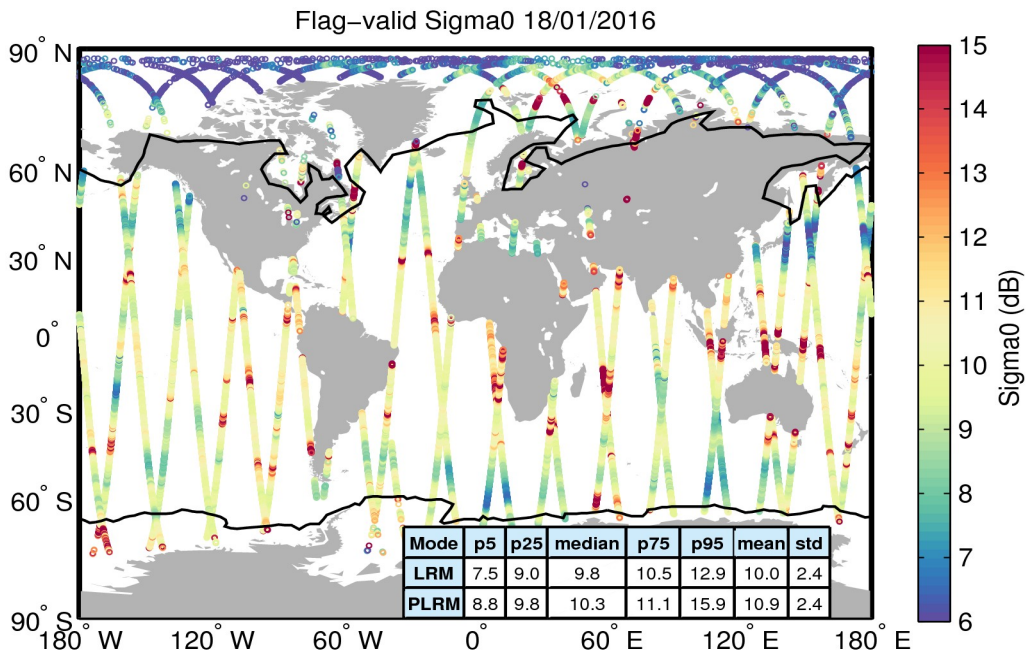 Flag−valid Sigma0 18/01/2016
90° N
60° N
30° N
0°
30° S
60° S
90° S
180° W
120° W
60° W
0°
60° E
120° E
180° E
Mode p5 p25 median p75 p95 mean std
LRM 7.5 9.0 9.8 10.5 12.9 10.0 2.4
PLRM 8.8 9.8 10.3 11.1 15.9 10.9 2.4
15
14
13
12
11
10
9
8
7
6
Sigma0 (dB)